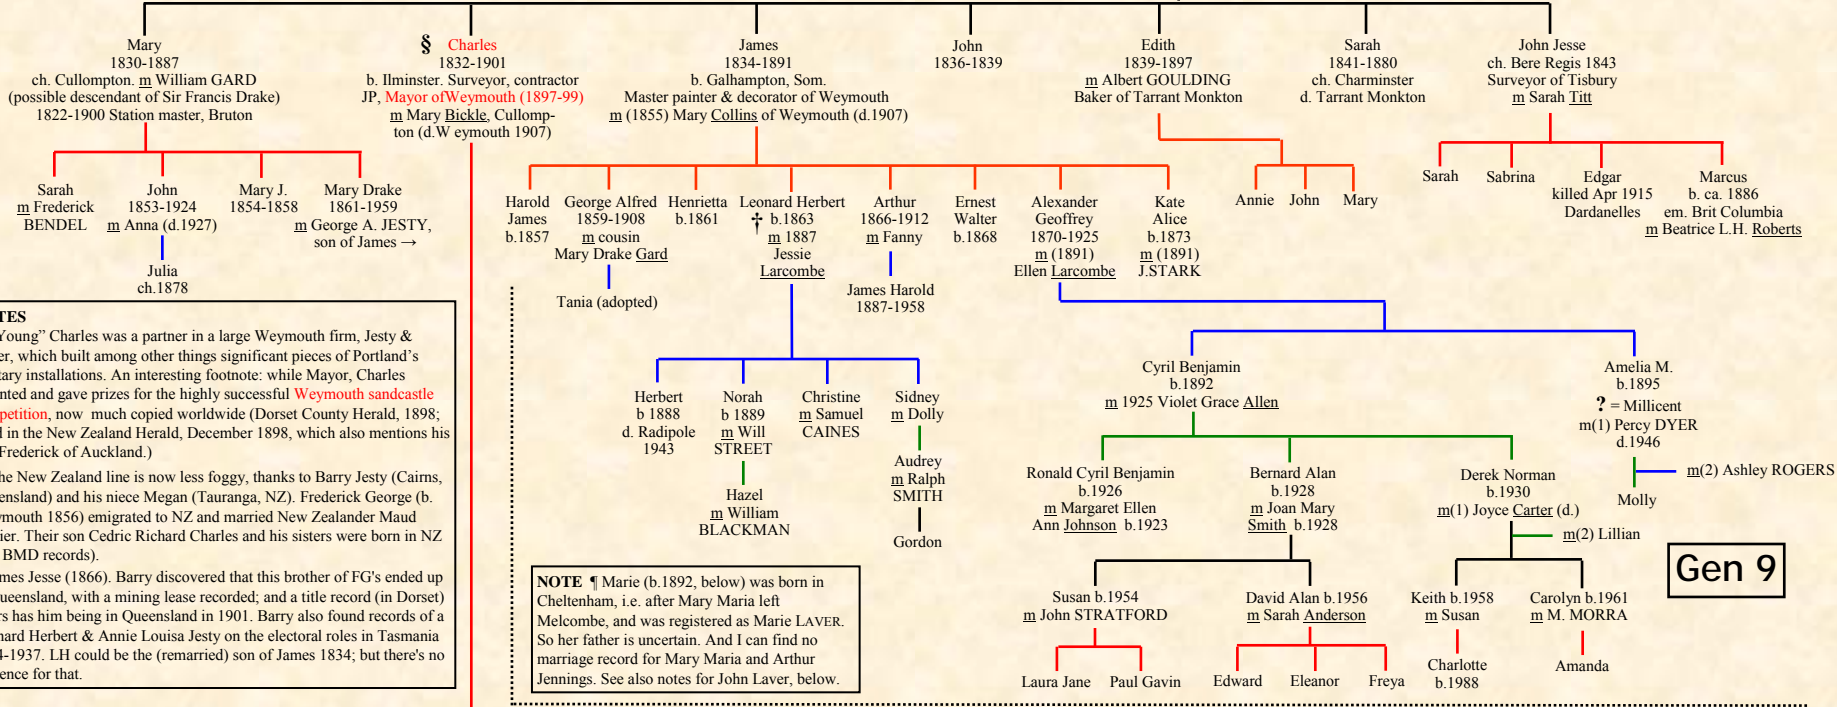 Mary
1830-1887
ch. Cullompton. m William GARD
(possible descendant of Sir Francis Drake)
1822-1900 Station master, Bruton
§ Charles
1832-1901
b. Ilminster. Surveyor, contractor
JP, Mayor ofWeymouth (1897-99)
m Mary Bickle, Cullomp-
ton (d.W eymouth 1907)
James
1834-1891
b. Galhampton, Som.
Master painter & decorator of Weymouth
m (1855) Mary Collins of Weymouth (d.1907)
John
1836-1839
Edith
1839-1897
m Albert GOULDING
Baker of Tarrant Monkton
Sarah
1841-1880
ch. Charminster
d. Tarrant Monkton
John Jesse
ch. Bere Regis 1843
Surveyor of Tisbury
m Sarah Titt
Sarah
m Frederick
BENDEL
John
1853-1924
m Anna (d.1927)
Mary J.
1854-1858
Mary Drake
1861-1959
m George A. JESTY,
son of James →
Julia
ch.1878
Harold
James
b.1857
George Alfred
1859-1908
m cousin
Mary Drake Gard
Henrietta
b.1861
Leonard Herbert
† b.1863
m 1887
Jessie
Larcombe
Arthur
1866-1912
m Fanny
Ernest
Walter
b.1868
Alexander
Geoffrey
1870-1925
m (1891)
Ellen Larcombe
Kate
Alice
b.1873
m (1891)
J.STARK
Annie
John
Mary
Sarah
Sabrina
Edgar
killed Apr 1915
Dardanelles
Marcus
b. ca. 1886
em. Brit Columbia
m Beatrice L.H. Roberts
Tania (adopted)
James Harold
1887-1958
TES
Young” Charles was a partner in a large Weymouth firm, Jesty &
er, which built among other things significant pieces of Portland's
tary installations. An interesting footnote: while Mayor, Charles
nted and gave prizes for the highly successful Weymouth sandcastle
petition, now much copied worldwide (Dorset County Herald, 1898;
d in the New Zealand Herald, December 1898, which also mentions his
Frederick of Auckland.)
he New Zealand line is now less foggy, thanks to Barry Jesty (Cairns,
ensland) and his niece Megan (Tauranga, NZ). Frederick George (b.
ymouth 1856) emigrated to NZ and married New Zealander Maud
ier. Their son Cedric Richard Charles and his sisters were born in NZ
BMD records).
mes Jesse (1866). Barry discovered that this brother of FG's ended up
ueensland, with a mining lease recorded; and a title record (in Dorset)
rs has him being in Queensland in 1901. Barry also found records of a
nard Herbert & Annie Louisa Jesty on the electoral roles in Tasmania
4-1937. LH could be the (remarried) son of James 1834; but there's no
ence for that.
Herbert
b 1888
d. Radipole
1943
Norah
b 1889
m Will
STREET
Christine
m Samuel
CAINES
Sidney
m Dolly
Hazel
m William
BLACKMAN
Audrey
m Ralph
SMITH
Gordon
Cyril Benjamin
b.1892
m 1925 Violet Grace Allen
Amelia M.
b.1895
? = Millicent
m(1) Percy DYER
d.1946
m(2) Ashley ROGERS
Molly
Ronald Cyril Benjamin
b.1926
m Margaret Ellen
Ann Johnson b.1923
Bernard Alan
b.1928
m Joan Mary
Smith b.1928
Derek Norman
b.1930
m(1) Joyce Carter (d.)
m(2) Lillian
Gen 9
NOTE ¶ Marie (b.1892, below) was born in
Cheltenham, i.e. after Mary Maria left
Melcombe, and was registered as Marie LAVER.
So her father is uncertain. And I can find no
marriage record for Mary Maria and Arthur
Jennings. See also notes for John Laver, below.
Susan b.1954
m John STRATFORD
David Alan b.1956
m Sarah Anderson
Keith b.1958
m Susan
Carolyn b.1961
m M. MORRA
Laura Jane
Paul Gavin
Edward
Eleanor
Freya
Charlotte
b.1988
Amanda